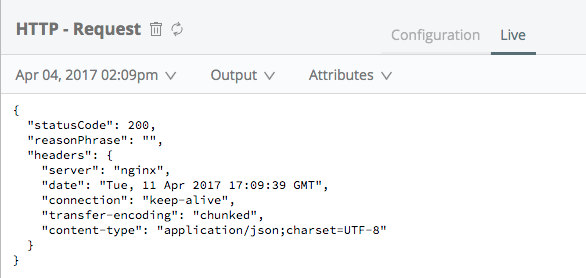 HTTP - Request
Configuration
Live
Apr 04, 2017 02:09pm
Output
Attributes
{
  "statusCode": 200,
  "reasonPhrase": "",
  "headers": {
    "server": "nginx",
    "date": "Tue, 11 Apr 2017 17:09:39 GMT",
    "connection": "keep-alive",
    "transfer-encoding": "chunked",
    "content-type": "application/json;charset=UTF-8"
  }
}